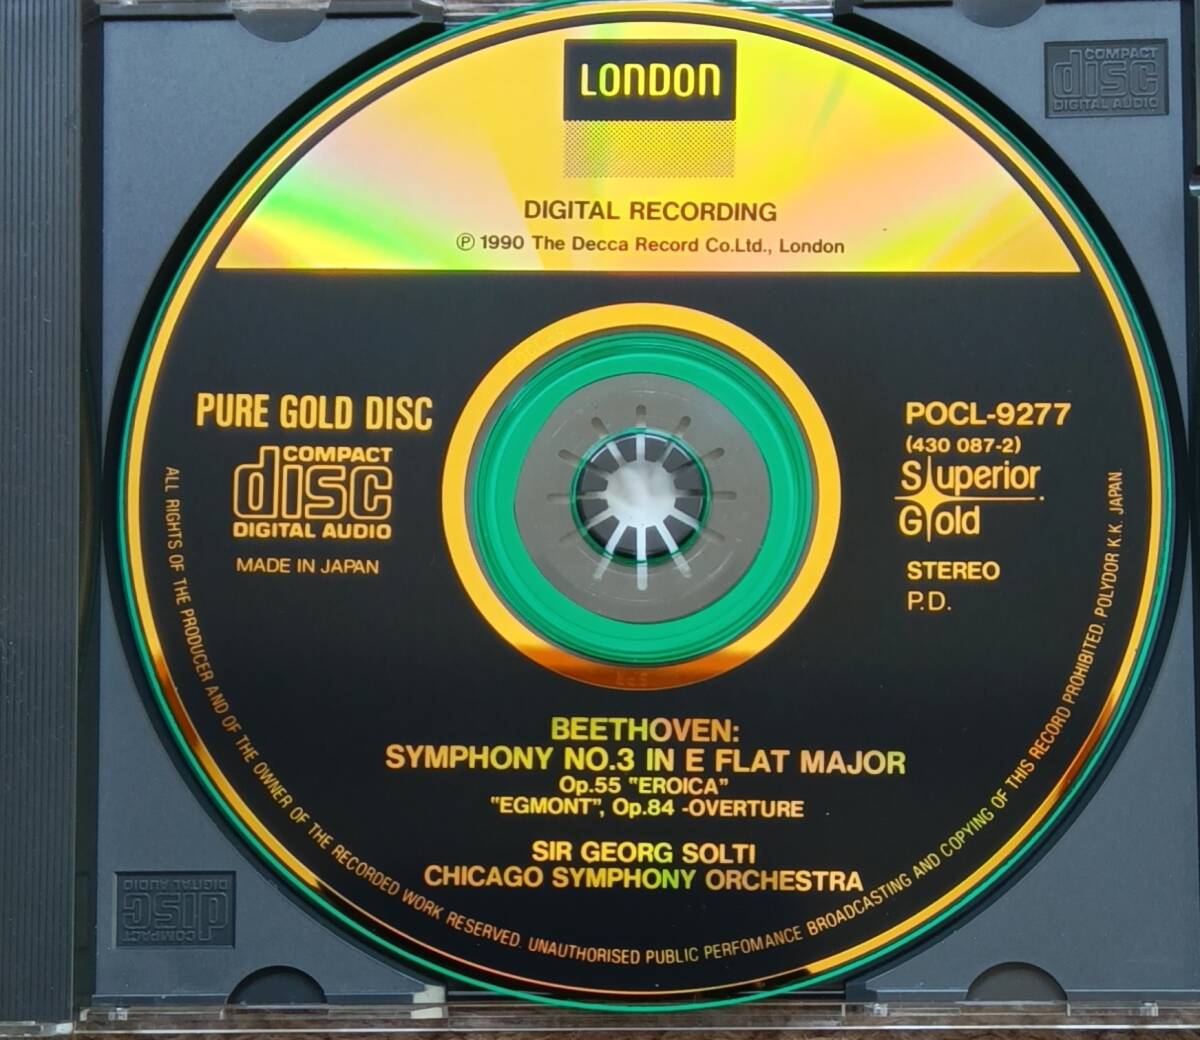 LONDON
DIGITAL RECORDING
℗ 1990 The Decca Record Co.Ltd., London
PURE GOLD DISC
COMPACT
disc
DIGITAL AUDIO
MADE IN JAPAN
POCL-9277
(430 087-2)
Superior
Gold
STEREO
P.D.
BEETHOVEN:
SYMPHONY NO.3 IN E FLAT MAJOR
Op.55 "EROICA"
"EGMONT", Op.84 -OVERTURE
SIR GEORG SOLTI
CHICAGO SYMPHONY ORCHESTRA
ALL RIGHTS OF THE PRODUCER AND OF THE OWNER OF THE RECORDED WORK RESERVED. UNAUTHORISED PUBLIC PERFOMANCE BROADCASTING AND COPYING OF THIS RECORD PROHIBITED. POLYDOR K.K. JAPAN.
COMPACT
disc
DIGITAL AUDIO
COMPACT
disc
DIGITAL AUDIO